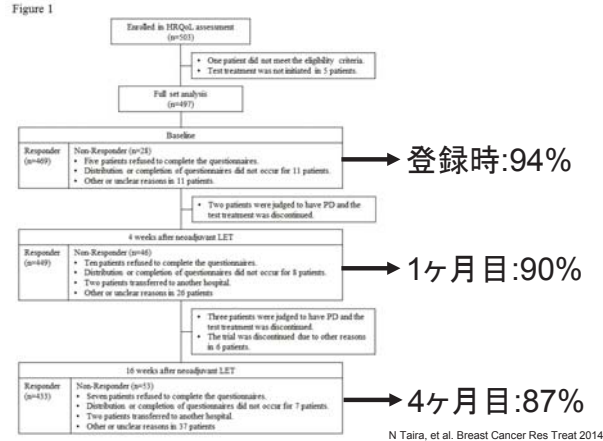 Figure 1
Enrolled in HRQoL assessment
(n=503)
• One patient did not meet the eligibility criteria.
• Test treatment was not initiated in 5 patients.
Full set analysis
(n=497)
Baseline
Responder
(n=469)
Non-Responder (n=28)
• Five patients refused to complete the questionnaires.
• Distribution or completion of questionnaires did not occur for 11 patients.
• Other or unclear reasons in 11 patients.
登録時:94%
• Two patients were judged to have PD and the
test treatment was discontinued.
4 weeks after neoadjuvant LET
Responder
(n=449)
Non-Responder (n=46)
• Ten patients refused to complete the questionnaires.
• Distribution or completion of questionnaires did not occur for 8 patients.
• Two patients transferred to another hospital.
• Other or unclear reasons in 26 patients
1ヶ月目:90%
• Three patients were judged to have PD and the
test treatment was discontinued.
• The trial was discontinued due to other reasons
in 6 patients.
16 weeks after neoadjuvant LET
Responder
(n=433)
Non-Responder (n=53)
• Seven patients refused to complete the questionnaires.
• Distribution or completion of questionnaires did not occur for 7 patients.
• Two patients transferred to another hospital.
• Other or unclear reasons in 37 patients
4ヶ月目:87%
N Taira, et al. Breast Cancer Res Treat 2014